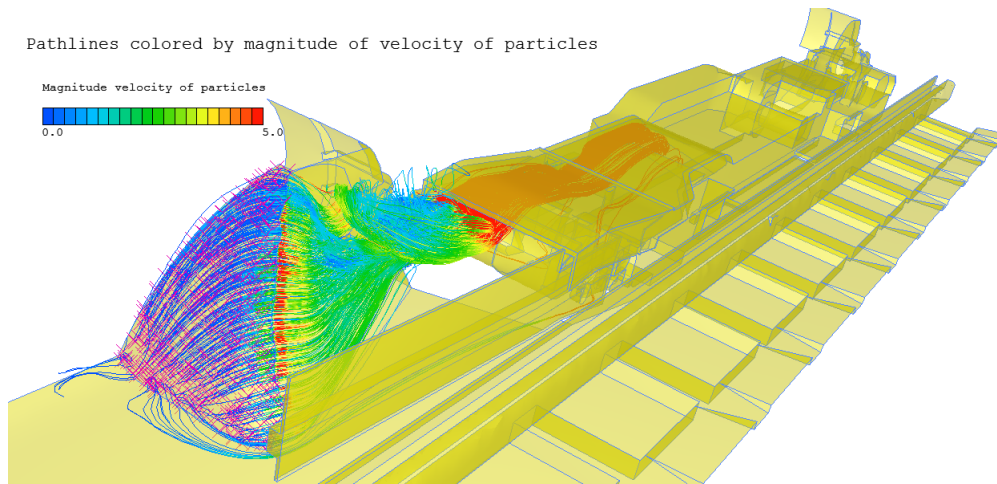 Pathlines colored by magnitude of velocity of particles
Magnitude velocity of particles
0.0 5.0